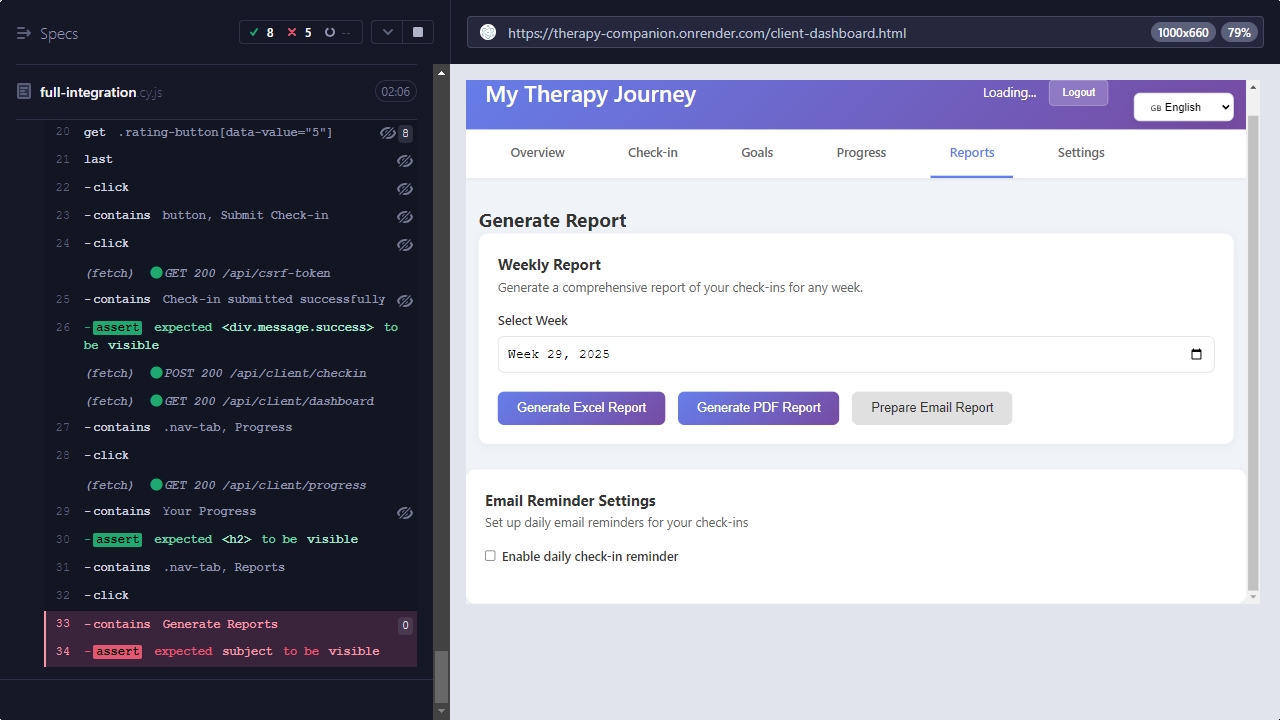 Specs
8
5
--
https://therapy-companion.onrender.com/client-dashboard.html
1000x660
79%
full-integration cy.js
02:06
20 get .rating-button[data-value="5"] 8
21 last
22 -click
23 -contains button, Submit Check-in
24 -click
(fetch) GET 200 /api/csrf-token
25 -contains Check-in submitted successfully
26 -assert expected <div.message.success> to
be visible
(fetch) POST 200 /api/client/checkin
(fetch) GET 200 /api/client/dashboard
27 -contains .nav-tab, Progress
28 -click
(fetch) GET 200 /api/client/progress
29 -contains Your Progress
30 -assert expected <h2> to be visible
31 -contains .nav-tab, Reports
32 -click
33 -contains Generate Reports 0
34 -assert expected subject to be visible
My Therapy Journey
Loading...
Logout
GB English
Overview Check-in Goals Progress Reports Settings
Generate Report
Weekly Report
Generate a comprehensive report of your check-ins for any week.
Select Week
Week 29, 2025
Generate Excel Report Generate PDF Report Prepare Email Report
Email Reminder Settings
Set up daily email reminders for your check-ins
Enable daily check-in reminder